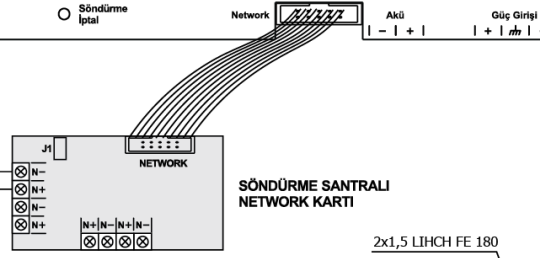 Söndürme
İptal
Network
Akü
Güç Girişi
| − | + |
| + |
J1
NETWORK
N−
N+
N−
N+
N+ N− N+ N−
SÖNDÜRME SANTRALI
NETWORK KARTI
2x1,5 LIHCH FE 180